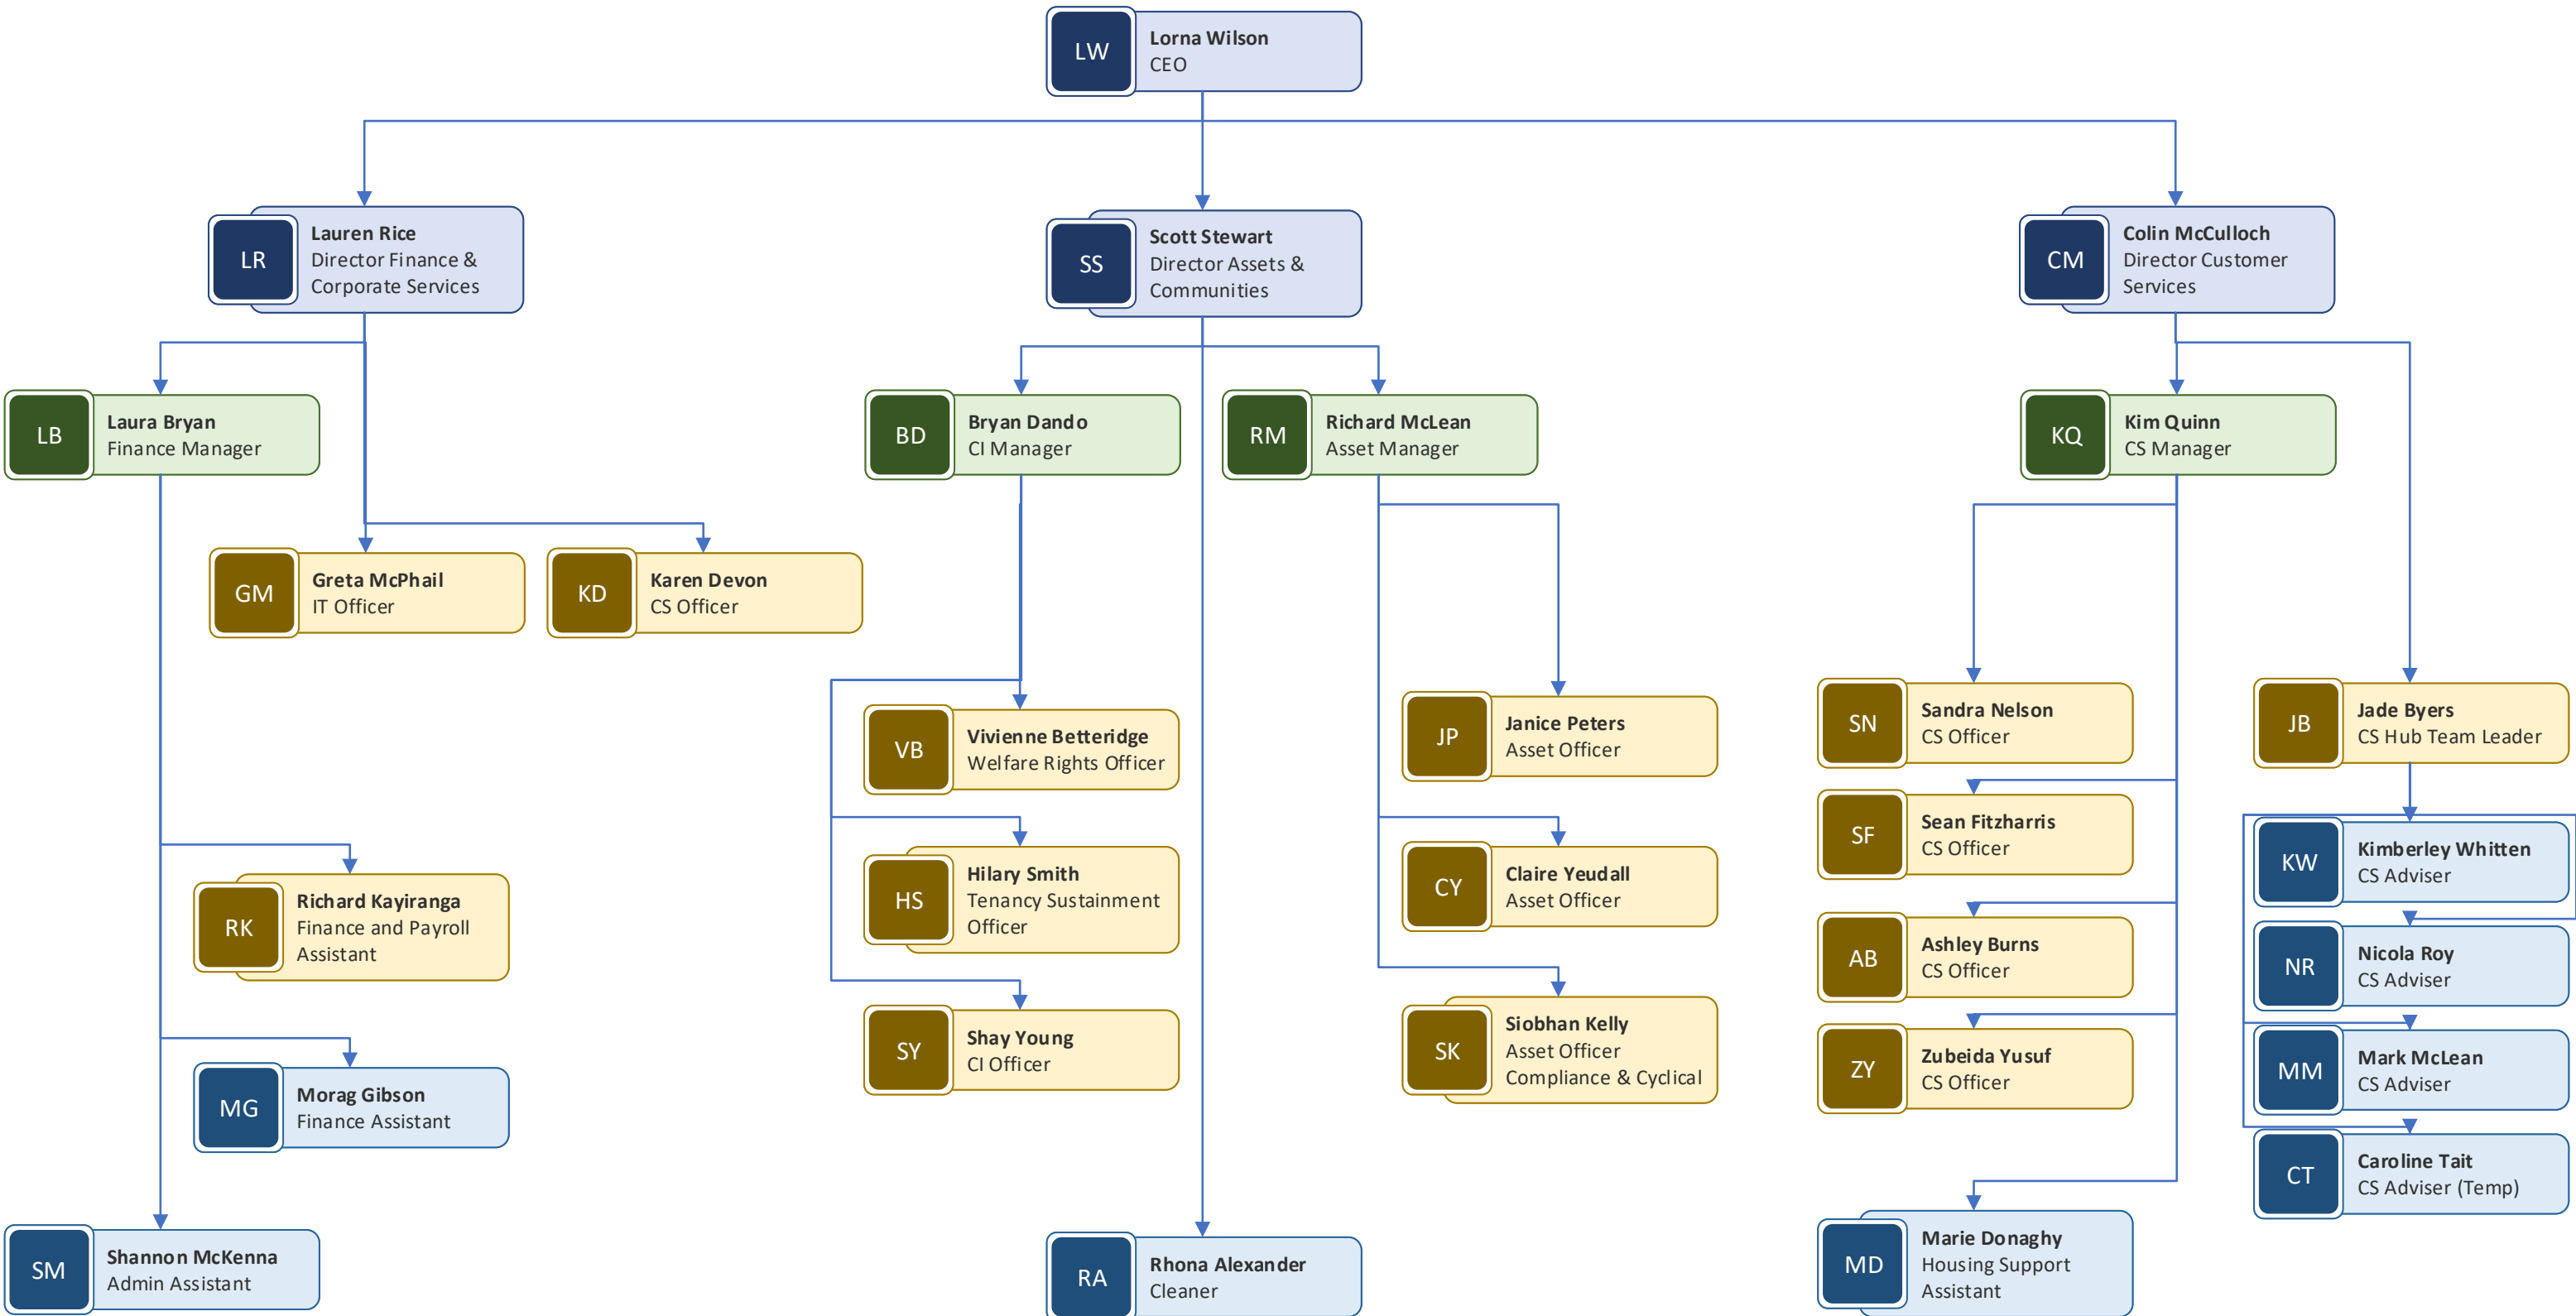 LW
Lorna Wilson
CEO
LR
Lauren Rice
Director Finance &
Corporate Services
SS
Scott Stewart
Director Assets &
Communities
CM
Colin McCulloch
Director Customer
Services
LB
Laura Bryan
Finance Manager
BD
Bryan Dando
CI Manager
RM
Richard McLean
Asset Manager
KQ
Kim Quinn
CS Manager
GM
Greta McPhail
IT Officer
KD
Karen Devon
CS Officer
VB
Vivienne Betteridge
Welfare Rights Officer
JP
Janice Peters
Asset Officer
SN
Sandra Nelson
CS Officer
JB
Jade Byers
CS Hub Team Leader
SF
Sean Fitzharris
CS Officer
KW
Kimberley Whitten
CS Adviser
RK
Richard Kayiranga
Finance and Payroll
Assistant
HS
Hilary Smith
Tenancy Sustainment
Officer
CY
Claire Yeudall
Asset Officer
AB
Ashley Burns
CS Officer
NR
Nicola Roy
CS Adviser
MG
Morag Gibson
Finance Assistant
SY
Shay Young
CI Officer
SK
Siobhan Kelly
Asset Officer
Compliance & Cyclical
ZY
Zubeida Yusuf
CS Officer
MM
Mark McLean
CS Adviser
CT
Caroline Tait
CS Adviser (Temp)
SM
Shannon McKenna
Admin Assistant
RA
Rhona Alexander
Cleaner
MD
Marie Donaghy
Housing Support
Assistant